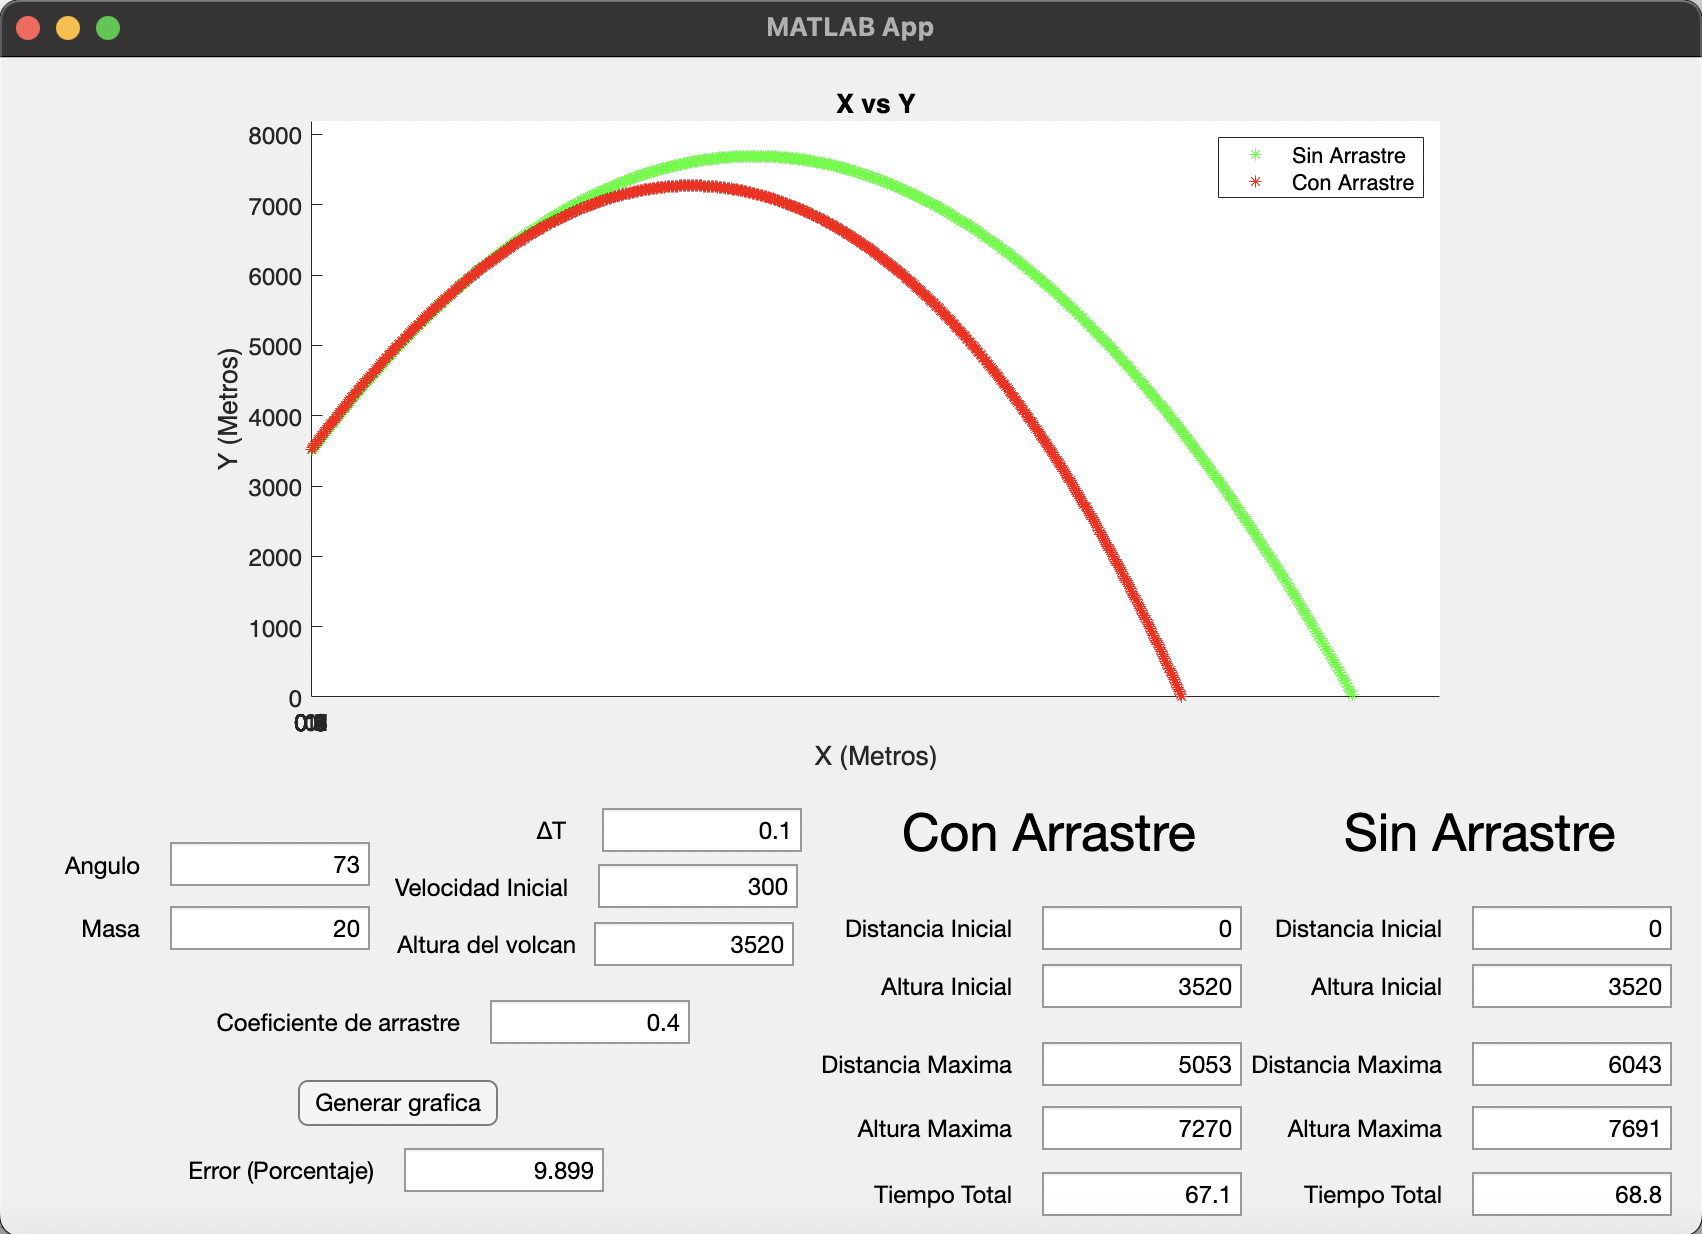 MATLAB App
X vs Y
Sin Arrastre
Con Arrastre
8000
7000
6000
5000
4000
3000
2000
1000
0
Y (Metros)
X (Metros)
Angulo 73
Masa 20
ΔT 0.1
Velocidad Inicial 300
Altura del volcan 3520
Coeficiente de arrastre 0.4
Generar grafica
Error (Porcentaje) 9.899
Con Arrastre
Distancia Inicial 0
Altura Inicial 3520
Distancia Maxima 5053
Altura Maxima 7270
Tiempo Total 67.1
Sin Arrastre
Distancia Inicial 0
Altura Inicial 3520
Distancia Maxima 6043
Altura Maxima 7691
Tiempo Total 68.8